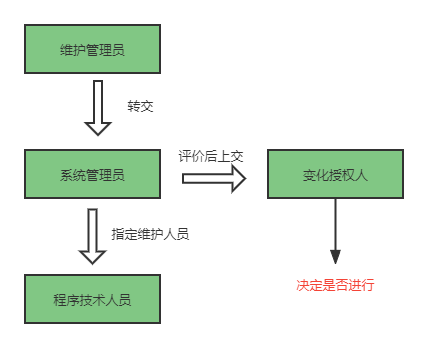 维护管理员
转交
评价后上交
系统管理员
变化授权人
指定维护人员
决定是否进行
程序技术人员